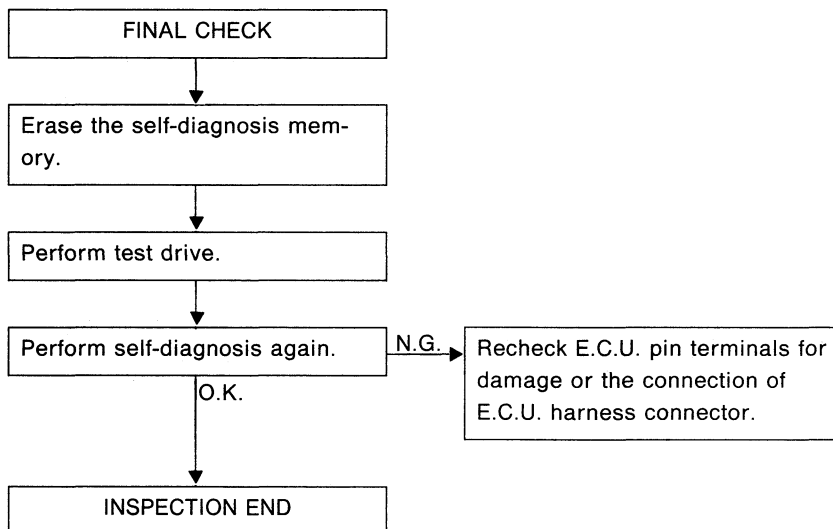 FINAL CHECK
Erase the self-diagnosis mem-
ory.
Perform test drive.
Perform self-diagnosis again.
N.G.
Recheck E.C.U. pin terminals for
damage or the connection of
E.C.U. harness connector.
O.K.
INSPECTION END